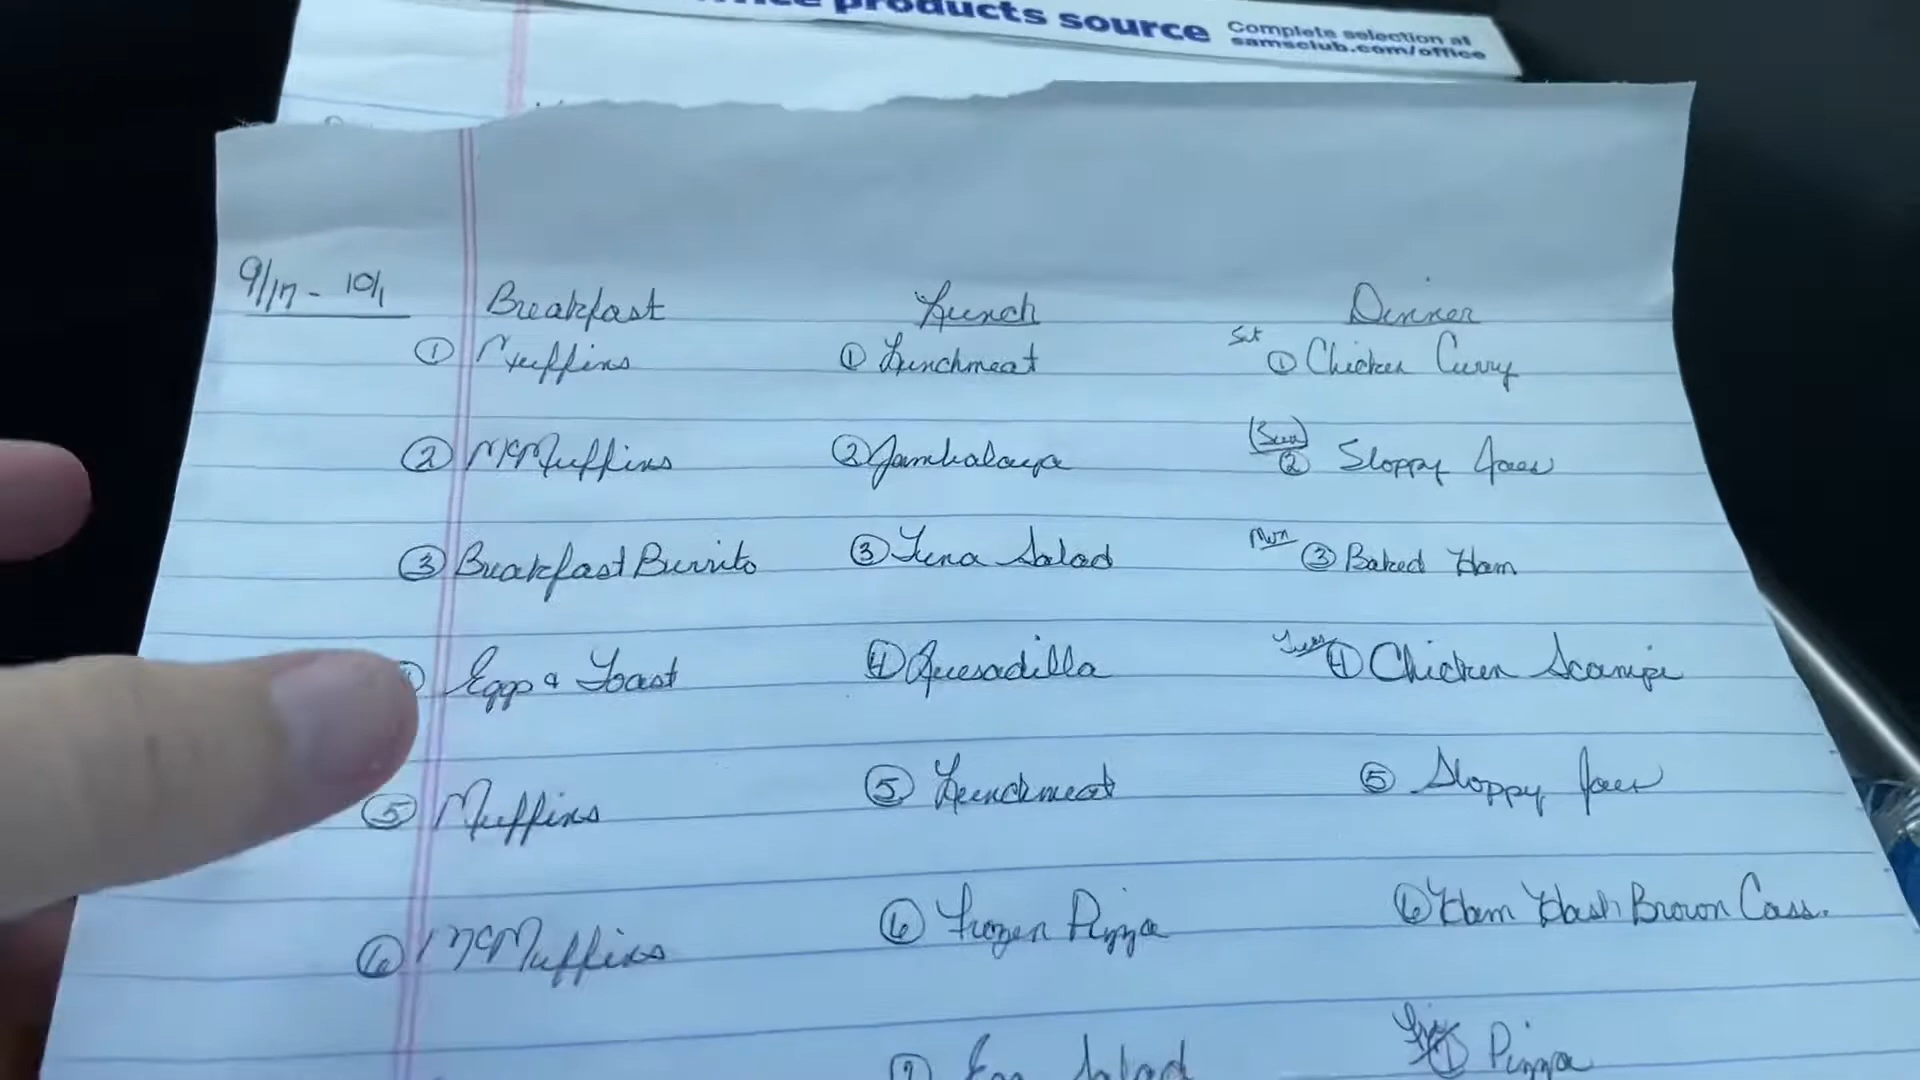 products source Complete selection at
samsclub.com/office
9/17 - 10/1 Breakfast Lunch Dinner
① Muffins ① Lunchmeat Sat ① Chicken Curry
② McMuffins ② Jambalaya (Sun) ② Sloppy Joes
③ Breakfast Burrito ③ Tuna Salad Mon ③ Baked Ham
Eggs & Toast ④ Quesadilla Tues ④ Chicken Scampi
⑤ Muffins ⑤ Lunchmeat ⑤ Sloppy Joes
⑥ McMuffins ⑥ Frozen Pizza ⑥ Ham Hash Brown Cass.
⑦ Egg Salad Pizza